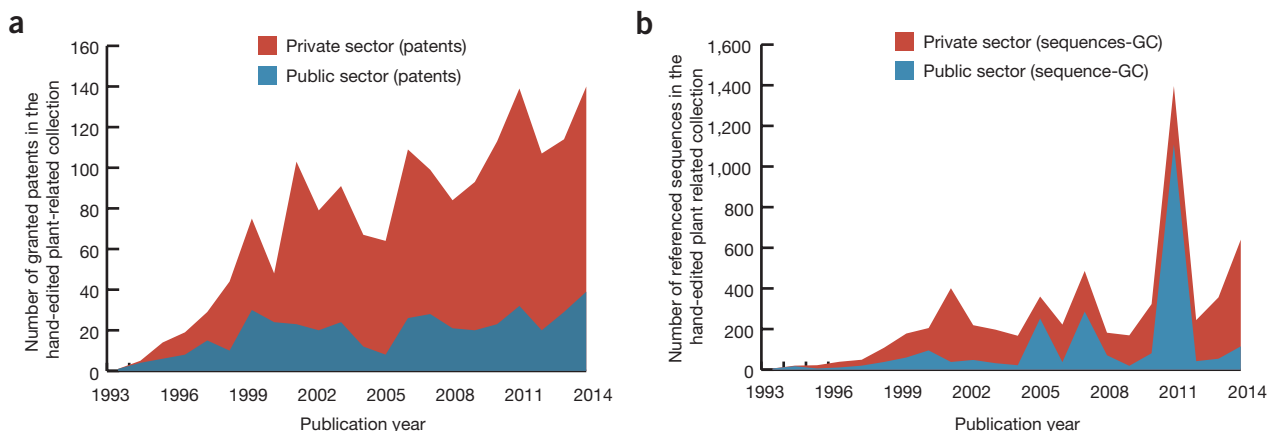 a
Number of granted patents in the
hand-edited plant-related collection
160
140
120
100
80
60
40
20
0
Private sector (patents)
Public sector (patents)
1993
1996
1999
2002
2005
2008
2011
2014
Publication year
b
Number of referenced sequences in the
hand-edited plant related collection
1,600
1,400
1,200
1,000
800
600
400
200
0
Private sector (sequences-GC)
Public sector (sequence-GC)
1993
1996
1999
2002
2005
2008
2011
2014
Publication year